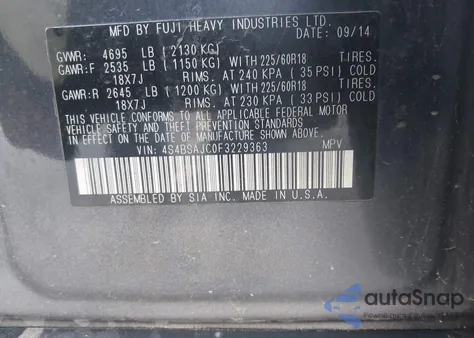 MFD BY FUJI HEAVY INDUSTRIES LTD.
DATE: 09/14
GVWR: 4695 LB (2130 KG)
GAWR:F 2535 LB (1150 KG) WITH 225/60R18 TIRES.
18X7J RIMS. AT 240 KPA (35 PSI) COLD
GAWR:R 2645 LB (1200 KG) WITH 225/60R18 TIRES.
18X7J RIMS. AT 230 KPA (33 PSI) COLD
THIS VEHICLE CONFORMS TO ALL APPLICABLE FEDERAL MOTOR
VEHICLE SAFETY AND THEFT PREVENTION STANDARDS
IN EFFECT ON THE DATE OF MANUFACTURE SHOWN ABOVE.
VIN: 4S4BSAJC0F3229363 MPV
ASSEMBLED BY SIA INC. MADE IN U.S.A.
autoSnap